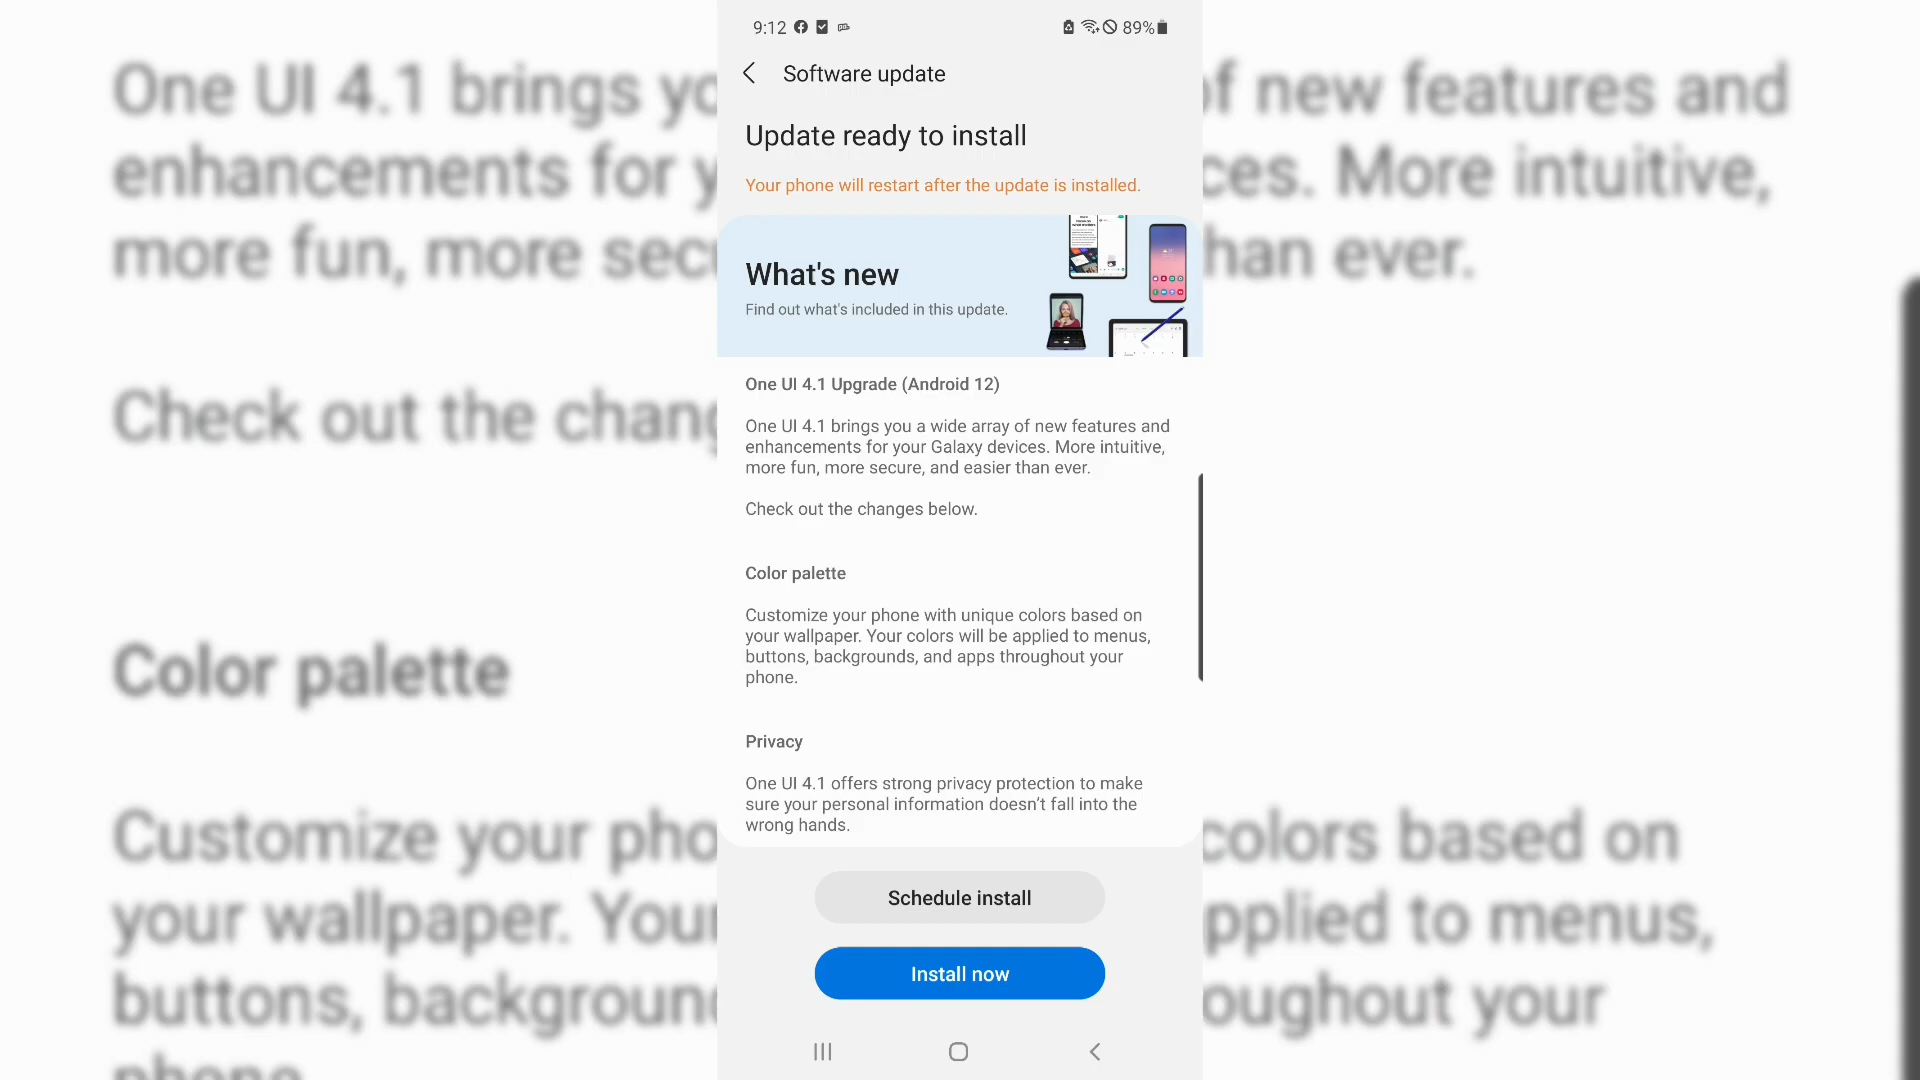 9:12
89%
Software update
Update ready to install
Your phone will restart after the update is installed.
What's new
Find out what's included in this update.
One UI 4.1 Upgrade (Android 12)
One UI 4.1 brings you a wide array of new features and
enhancements for your Galaxy devices. More intuitive,
more fun, more secure, and easier than ever.
Check out the changes below.
Color palette
Customize your phone with unique colors based on
your wallpaper. Your colors will be applied to menus,
buttons, backgrounds, and apps throughout your
phone.
Privacy
One UI 4.1 offers strong privacy protection to make
sure your personal information doesn’t fall into the
wrong hands.
Schedule install
Install now
One UI 4.1 brings yo
of new features and
enhancements for y
ces. More intuitive,
more fun, more secu
han ever.
Check out the chang
Color palette
Customize your pho
colors based on
your wallpaper. Your
pplied to menus,
buttons, background
oughout your
phone